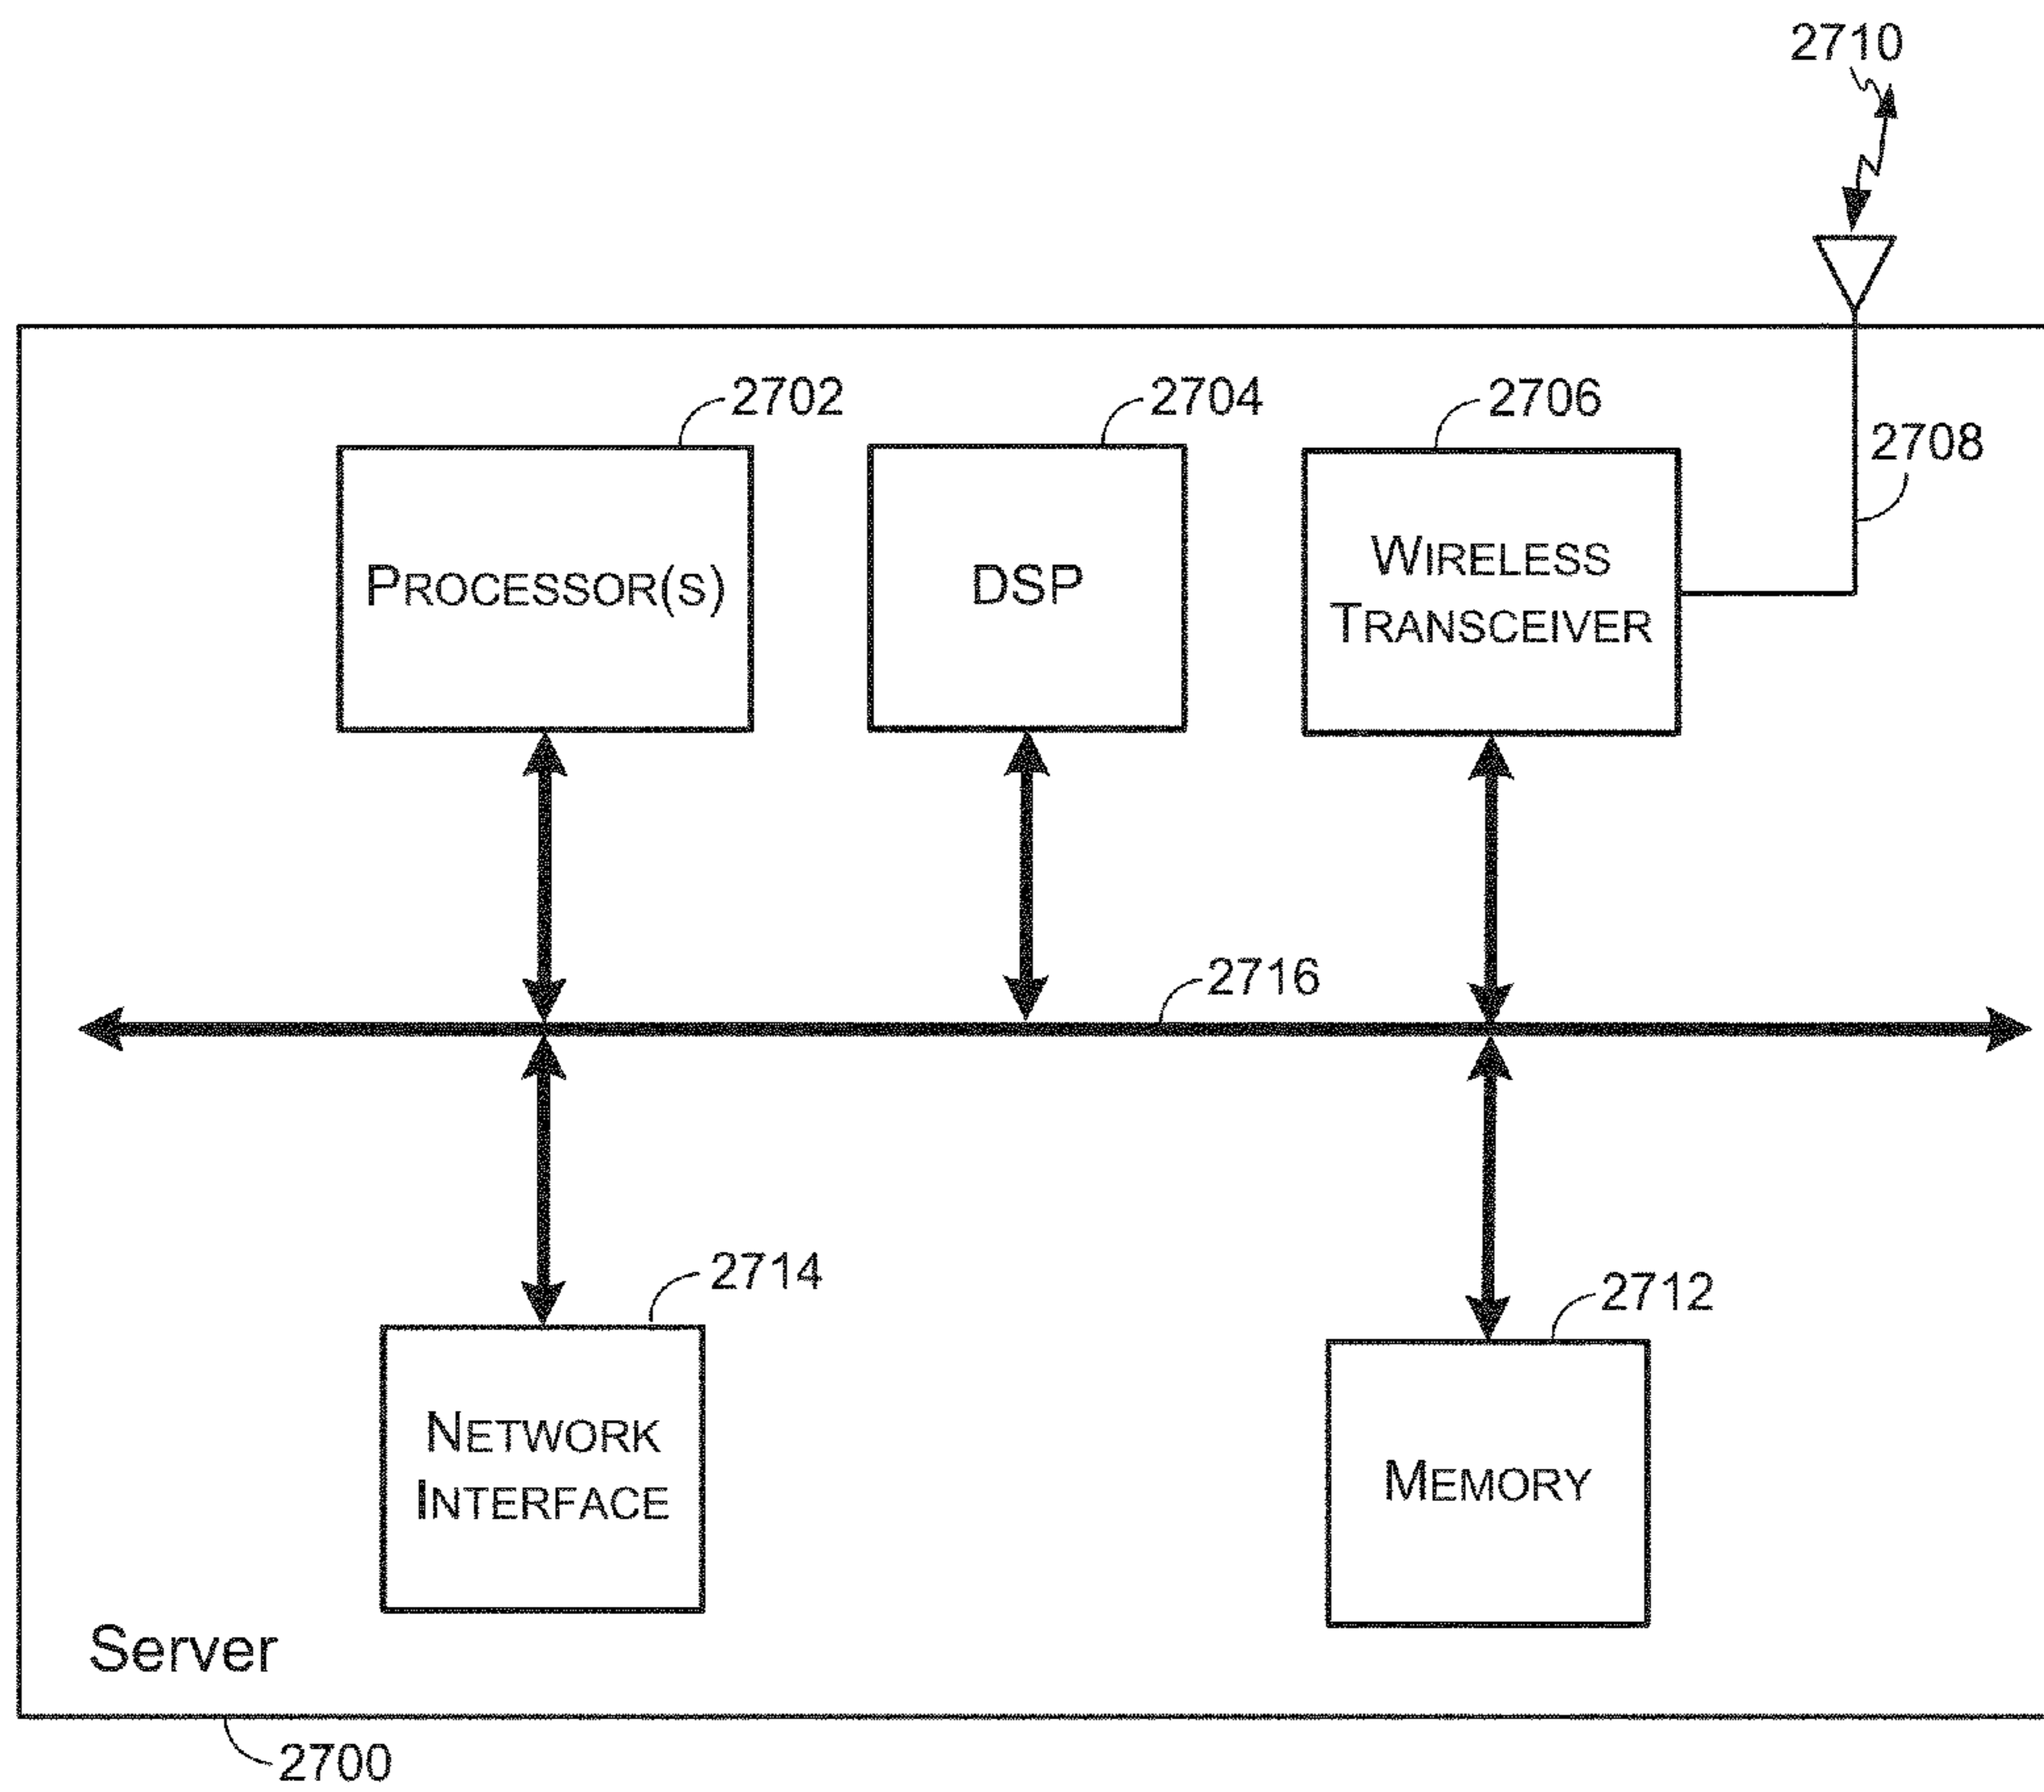 2710
2702
2704
2706
2708
PROCESSOR(S)
DSP
WIRELESS
TRANSCEIVER
2716
2714
2712
NETWORK
INTERFACE
MEMORY
Server
2700